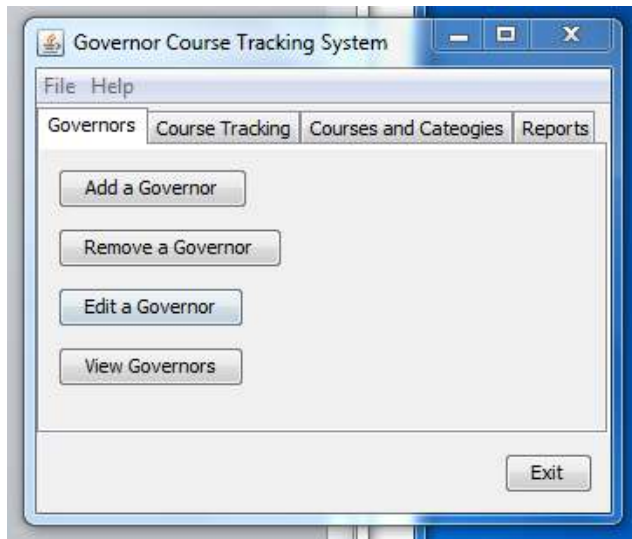 Governor Course Tracking System
File Help
Governors Course Tracking Courses and Cateogies Reports
Add a Governor
Remove a Governor
Edit a Governor
View Governors
Exit